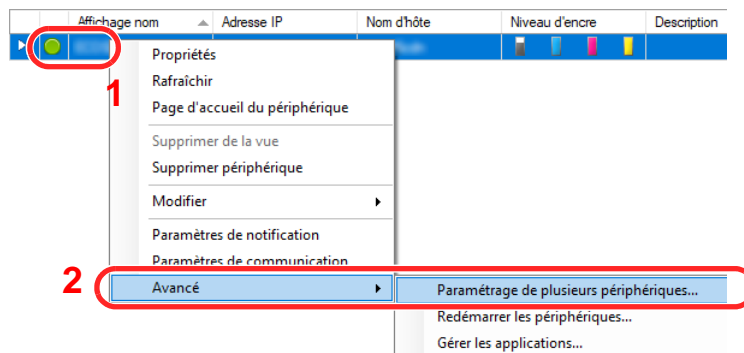 Affichage nom Adresse IP Nom d'hôte Niveau d'encre Description
1
Propriétés
Rafraîchir
Page d'accueil du périphérique
Supprimer de la vue
Supprimer périphérique
Modifier
Paramètres de notification
Paramètres de communication
2
Avancé Paramétrage de plusieurs périphériques...
Redémarrer les périphériques...
Gérer les applications...